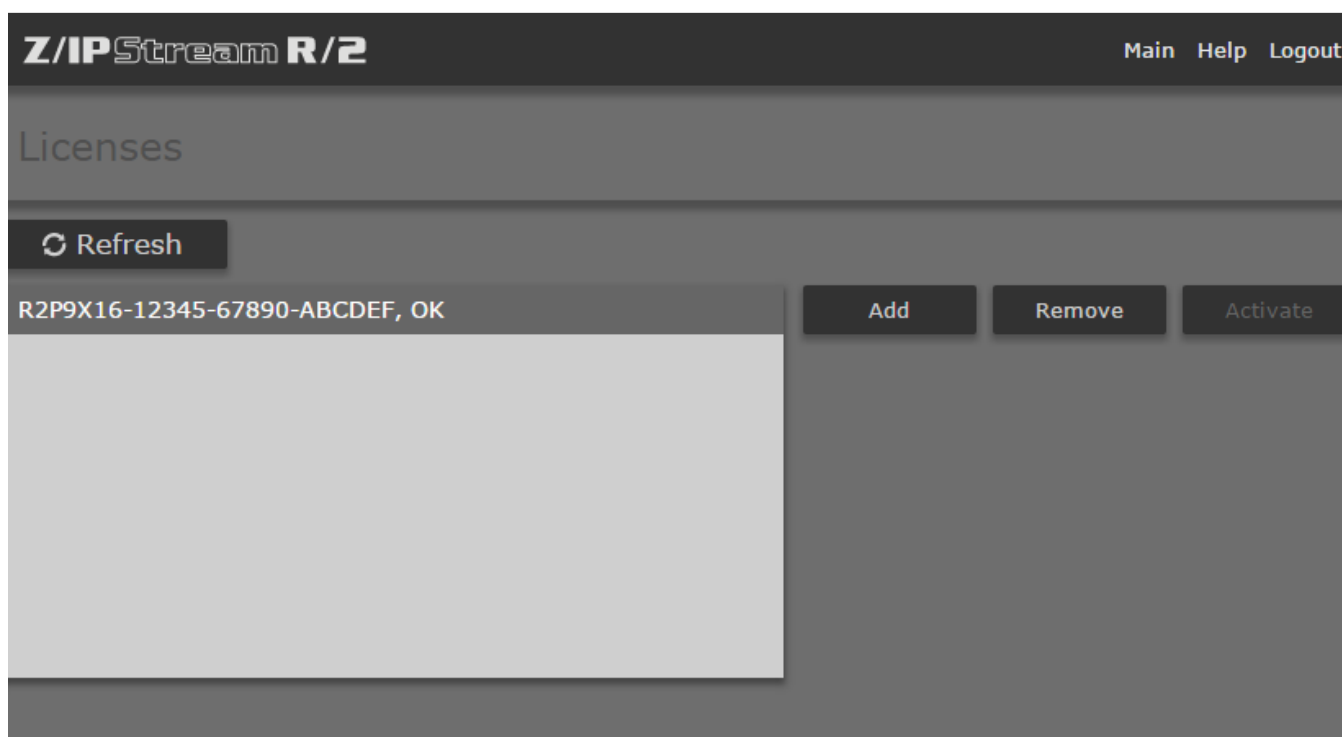 Z/IPStream R/2
Main Help Logout
Licenses
Refresh
R2P9X16-12345-67890-ABCDEF, OK
Add Remove Activate